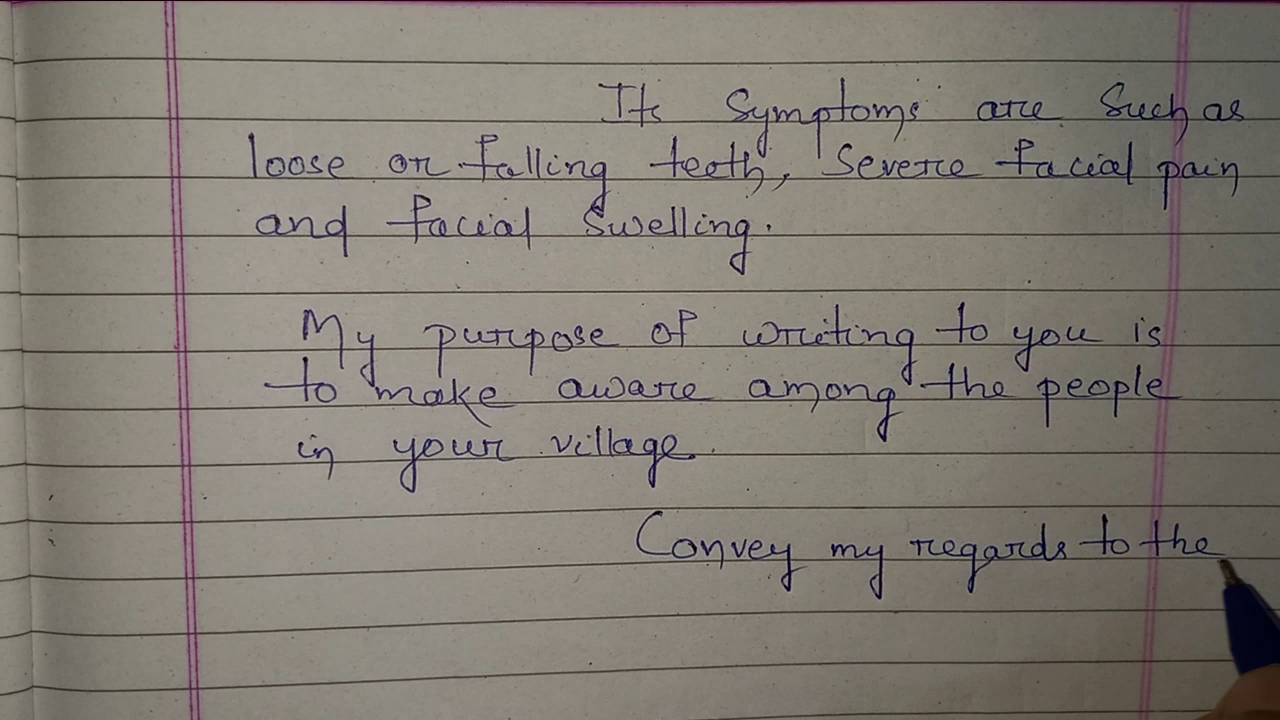 Its Symptoms are Such as
loose or falling teeth, Severe facial pain
and facial Swelling.
My purpose of writing to you is
to make aware among the people
in your village.
Convey my regards to the